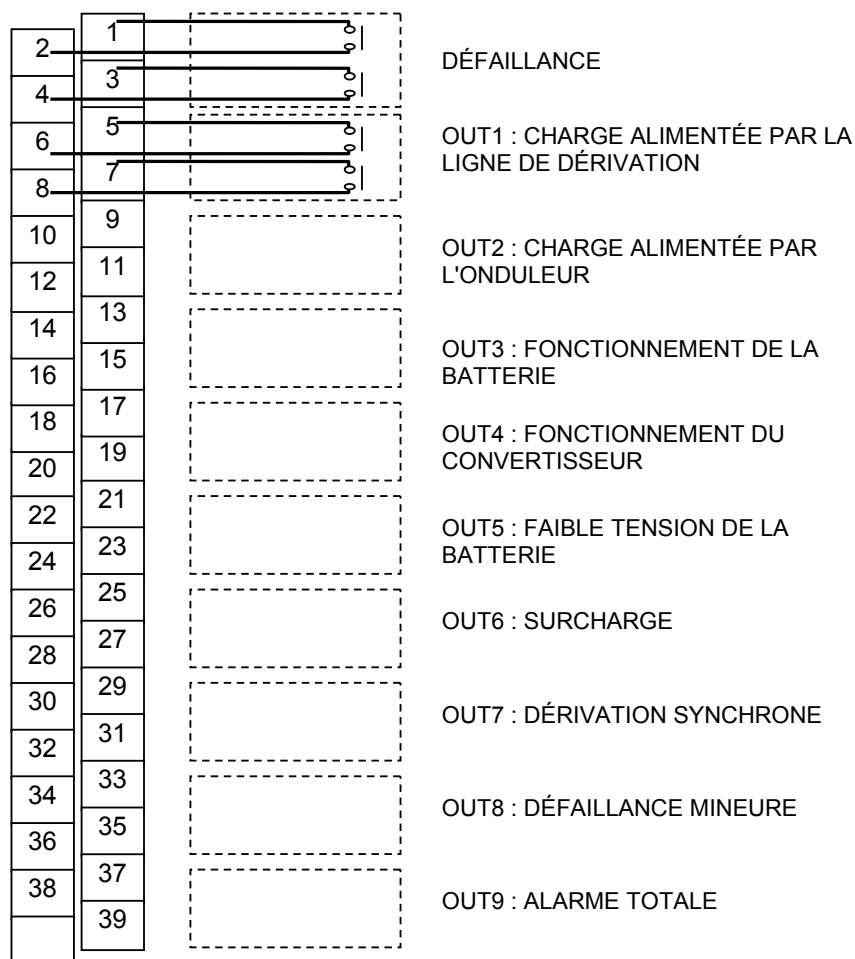 1
2
3
4
5
6
7
8
9
10
11
12
13
14
15
16
17
18
19
20
21
22
23
24
25
26
27
28
29
30
31
32
33
34
35
36
37
38
39
DÉFAILLANCE
OUT1 : CHARGE ALIMENTÉE PAR LA
LIGNE DE DÉRIVATION
OUT2 : CHARGE ALIMENTÉE PAR
L'ONDULEUR
OUT3 : FONCTIONNEMENT DE LA
BATTERIE
OUT4 : FONCTIONNEMENT DU
CONVERTISSEUR
OUT5 : FAIBLE TENSION DE LA
BATTERIE
OUT6 : SURCHARGE
OUT7 : DÉRIVATION SYNCHRONE
OUT8 : DÉFAILLANCE MINEURE
OUT9 : ALARME TOTALE